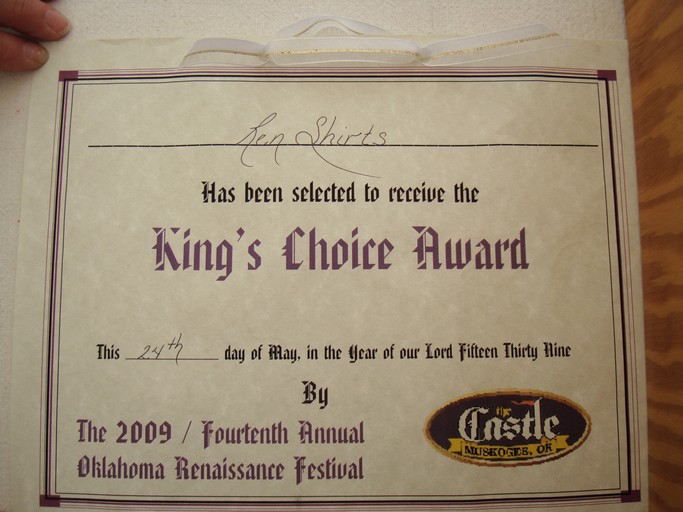 Ren Shirts
Has been selected to receive the
King's Choice Award
This 24th day of May, in the Year of our Lord Fifteen Thirty Nine
By
The 2009 / Fourtenth Annual
Oklahoma Renaissance Festival
the
Castle
MUSKOGEE, OK